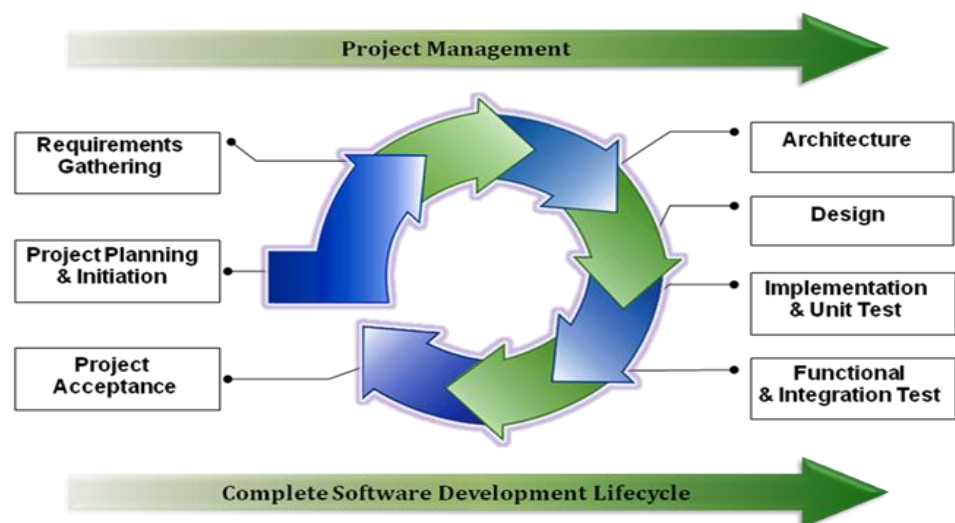 Project Management
Requirements
Gathering
Architecture
Design
Project Planning
& Initiation
Implementation
& Unit Test
Project
Acceptance
Functional
& Integration Test
Complete Software Development Lifecycle